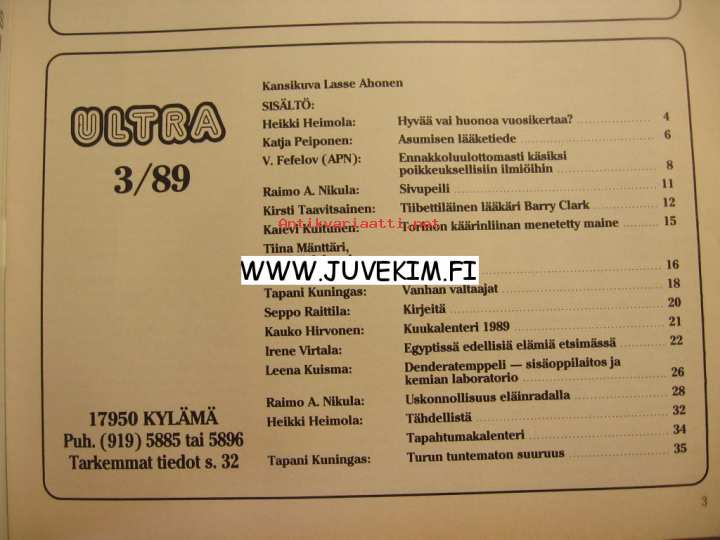 ULTRA
3/89
17950 KYLÄMÄ
Puh. (919) 5885 tai 5896
Tarkemmat tiedot s. 32
Kansikuva Lasse Ahonen
SISÄLTÖ:
Heikki Heimola: Hyvää vai huonoa vuosikertaa? 4
Katja Peiponen: Asumisen lääketiede 6
V. Fefelov (APN): Ennakkoluulottomasti käsiksi
poikkeuksellisiin ilmiöihin 8
Raimo A. Nikula: Sivupeili 11
Kirsti Taavitsainen: Tiibettiläinen lääkäri Barry Clark 12
Kalevi Kuitunen: Torinon käärinliinan menetetty maine 15
Antikvariaatti.net
Tiina Mänttäri,
WWW.JUVEKIM.FI
16
Tapani Kuningas: Vanhan valtaajat 18
Seppo Raittila: Kirjeitä 20
Kauko Hirvonen: Kuukalenteri 1989 21
Irene Virtala: Egyptissä edellisiä elämiä etsimässä 22
Leena Kuisma: Denderatemppeli — sisäoppilaitos ja
kemian laboratorio 26
Raimo A. Nikula: Uskonnollisuus eläinradalla 28
Heikki Heimola: Tähdellistä 32
Tapahtumakalenteri 34
Tapani Kuningas: Turun tuntematon suuruus 35
3